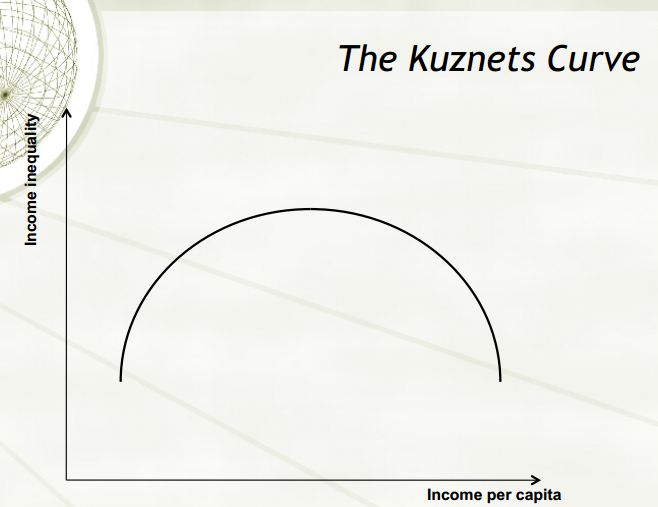 The Kuznets Curve
Income inequality
Income per capita